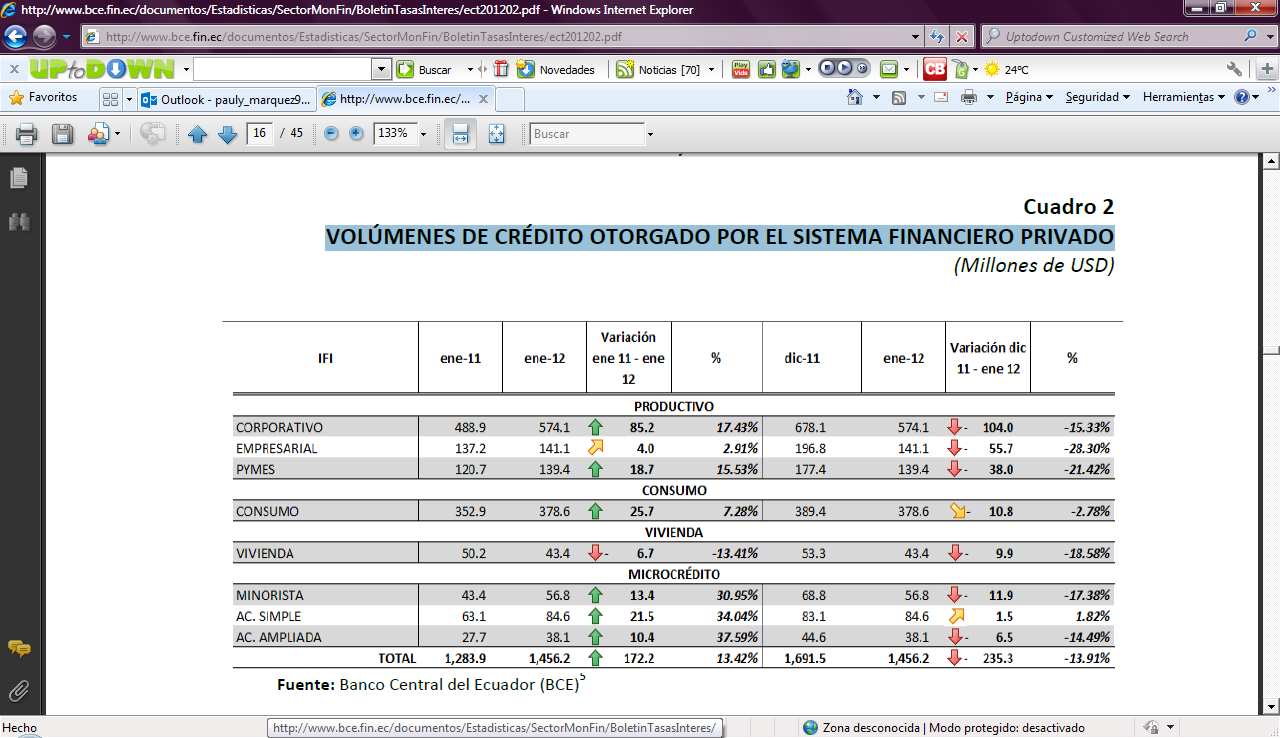 http://www.bce.fin.ec/documentos/Estadisticas/SectorMonFin/BoletinTasasInteres/ect201202.pdf - Windows Internet Explorer
http://www.bce.fin.ec/documentos/Estadisticas/SectorMonFin/BoletinTasasInteres/ect201202.pdf Uptodown Customized Web Search
x UPtoDOWN Buscar Novedades Noticias [70] Play Vids CB 24ºC
Favoritos Outlook - pauly_marquez9... http://www.bce.fin.ec/... x Página Seguridad Herramientas
16 / 45 133% Buscar
Cuadro 2
VOLÚMENES DE CRÉDITO OTORGADO POR EL SISTEMA FINANCIERO PRIVADO
(Millones de USD)
IFI ene-11 ene-12 Variación ene 11 - ene 12 % dic-11 ene-12 Variación dic 11 - ene 12 %
PRODUCTIVO
CORPORATIVO 488.9 574.1 85.2 17.43% 678.1 574.1 - 104.0 -15.33%
EMPRESARIAL 137.2 141.1 4.0 2.91% 196.8 141.1 - 55.7 -28.30%
PYMES 120.7 139.4 18.7 15.53% 177.4 139.4 - 38.0 -21.42%
CONSUMO
CONSUMO 352.9 378.6 25.7 7.28% 389.4 378.6 - 10.8 -2.78%
VIVIENDA
VIVIENDA 50.2 43.4 - 6.7 -13.41% 53.3 43.4 - 9.9 -18.58%
MICROCRÉDITO
MINORISTA 43.4 56.8 13.4 30.95% 68.8 56.8 - 11.9 -17.38%
AC. SIMPLE 63.1 84.6 21.5 34.04% 83.1 84.6 1.5 1.82%
AC. AMPLIADA 27.7 38.1 10.4 37.59% 44.6 38.1 - 6.5 -14.49%
TOTAL 1,283.9 1,456.2 172.2 13.42% 1,691.5 1,456.2 - 235.3 -13.91%
Fuente: Banco Central del Ecuador (BCE)5
Hecho http://www.bce.fin.ec/documentos/Estadisticas/SectorMonFin/BoletinTasasInteres/ Zona desconocida | Modo protegido: desactivado